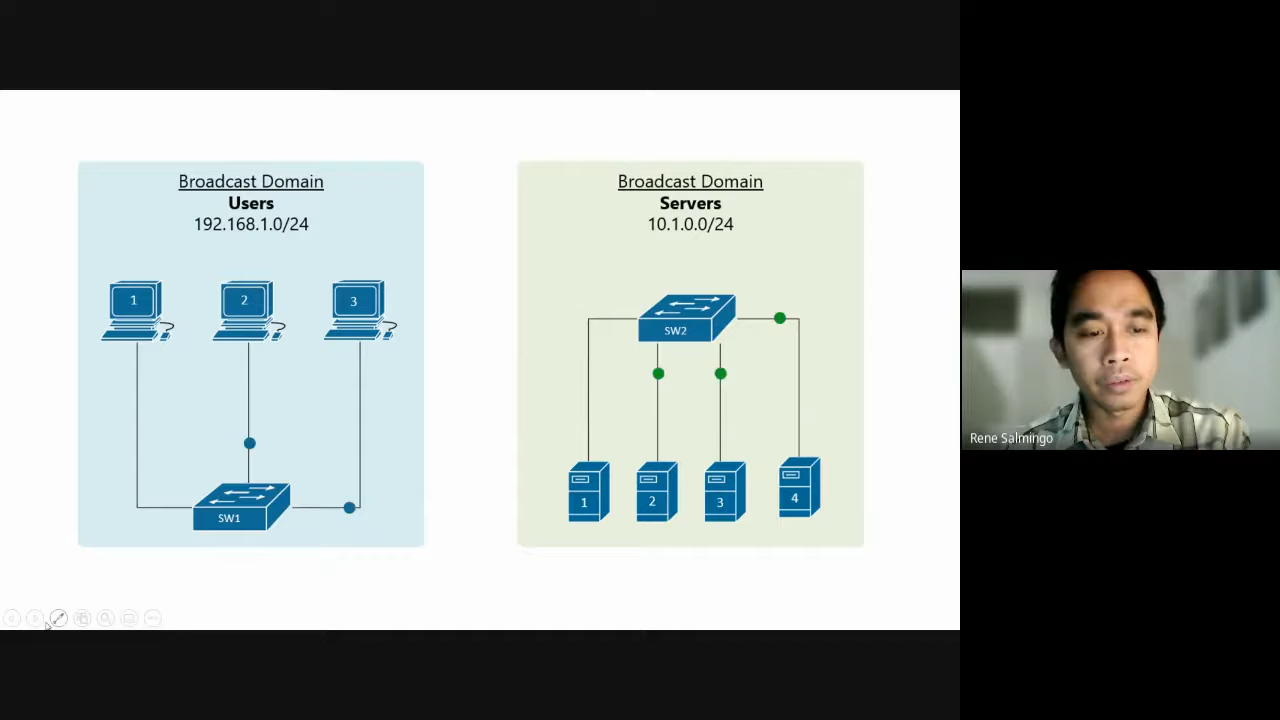 Broadcast Domain
Users
192.168.1.0/24
1
2
3
SW1
Broadcast Domain
Servers
10.1.0.0/24
SW2
1
2
3
4
Rene Salmingo